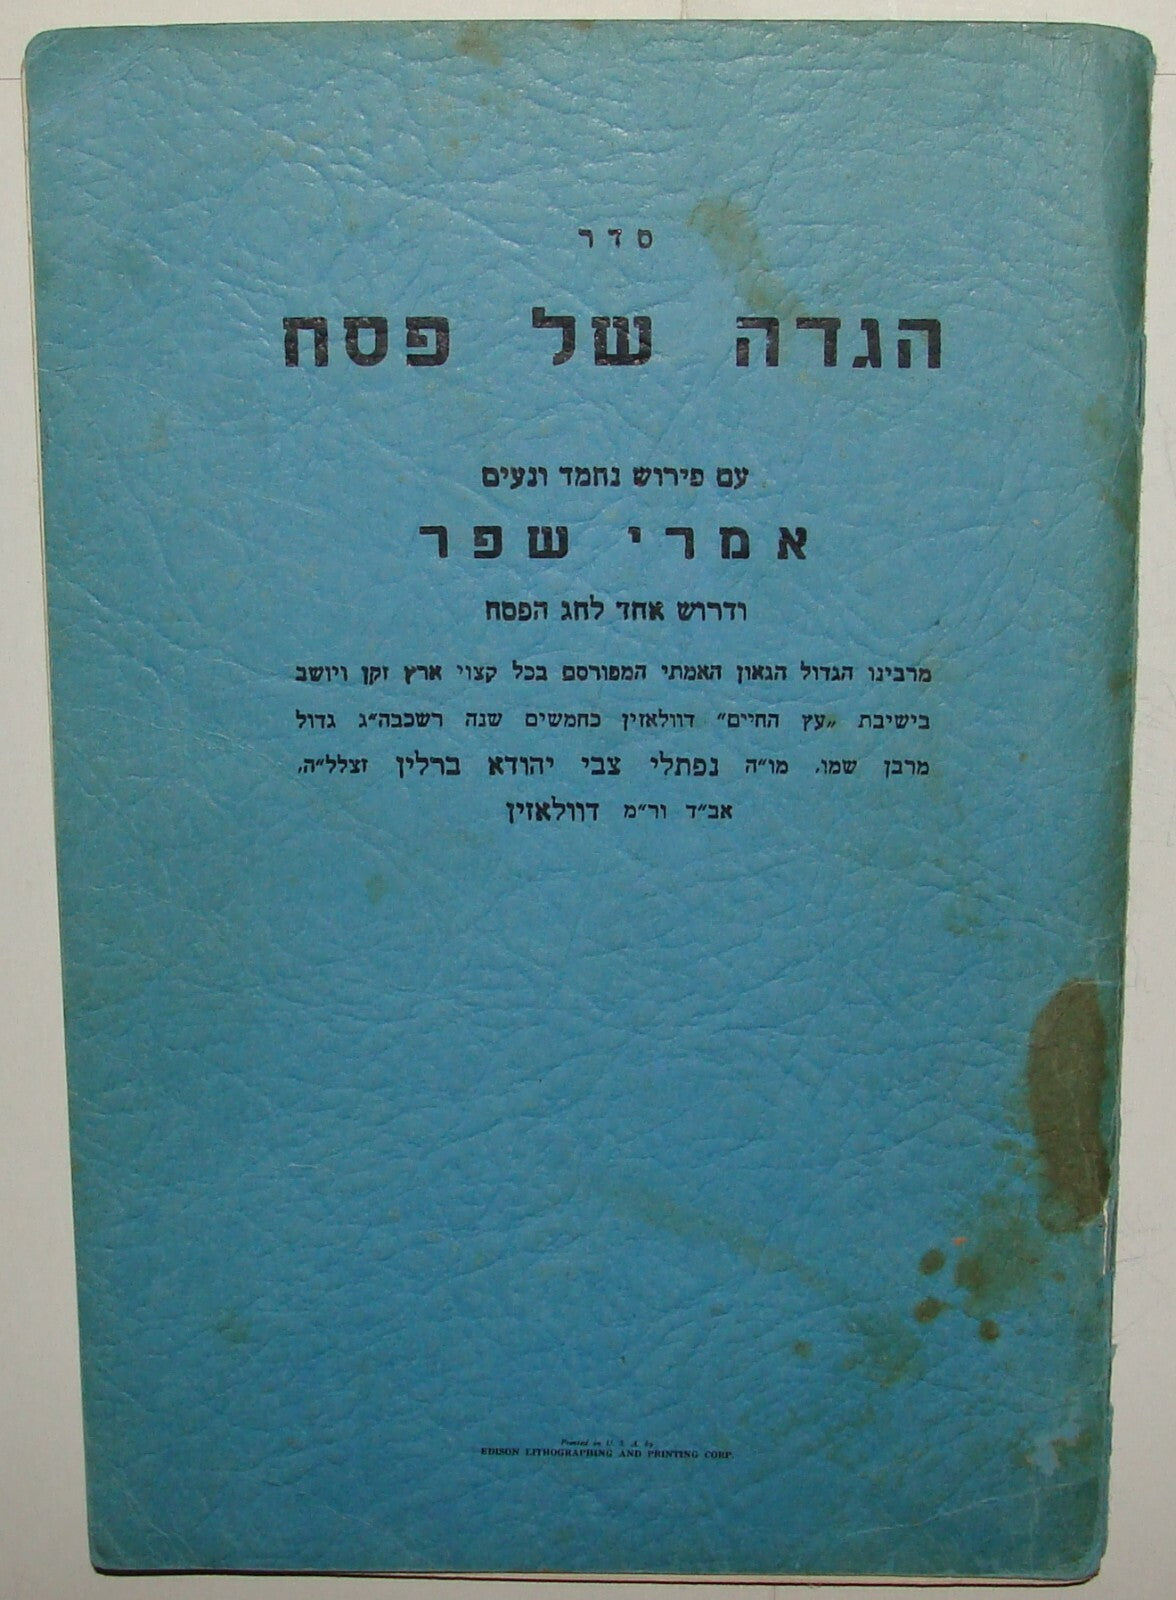 סדר
הגדה של פסח
עם פירוש נחמד ונעים
אמרי שפר
ודרוש אחד לחג הפסח
מרבינו הגדול הגאון האמתי המפורסם בכל קצוי ארץ זקן ויושב
בישיבת „עץ החיים״ דוולאזין כחמשים שנה רשכבה״ג גדול
מרבן שמו. מו״ה נפתלי צבי יהודא ברלין זצלל״ה,
אב״ד ור״מ דוולאזין
Printed in U. S. A. by
EDISON LITHOGRAPHING AND PRINTING CORP.